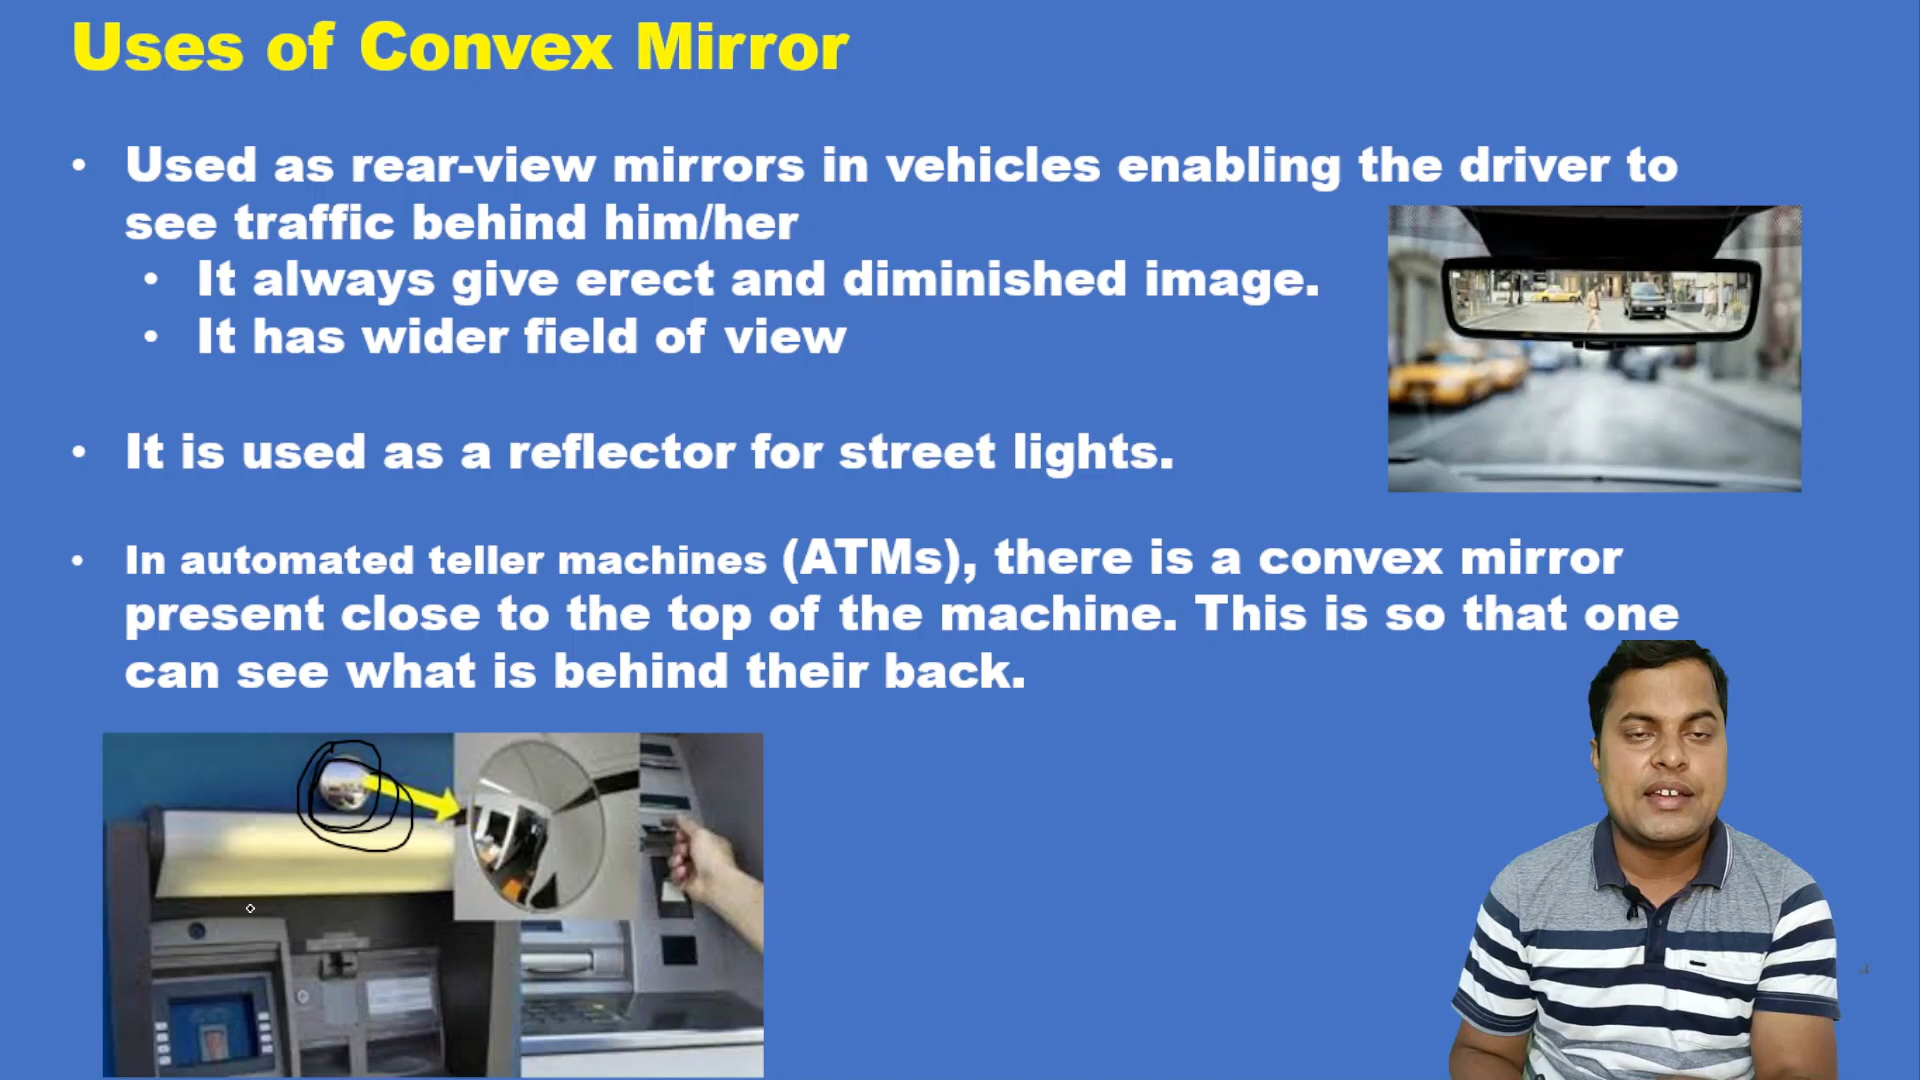 Uses of Convex Mirror
• Used as rear-view mirrors in vehicles enabling the driver to
see traffic behind him/her
• It always give erect and diminished image.
• It has wider field of view
• It is used as a reflector for street lights.
• In automated teller machines (ATMs), there is a convex mirror
present close to the top of the machine. This is so that one
can see what is behind their back.
4